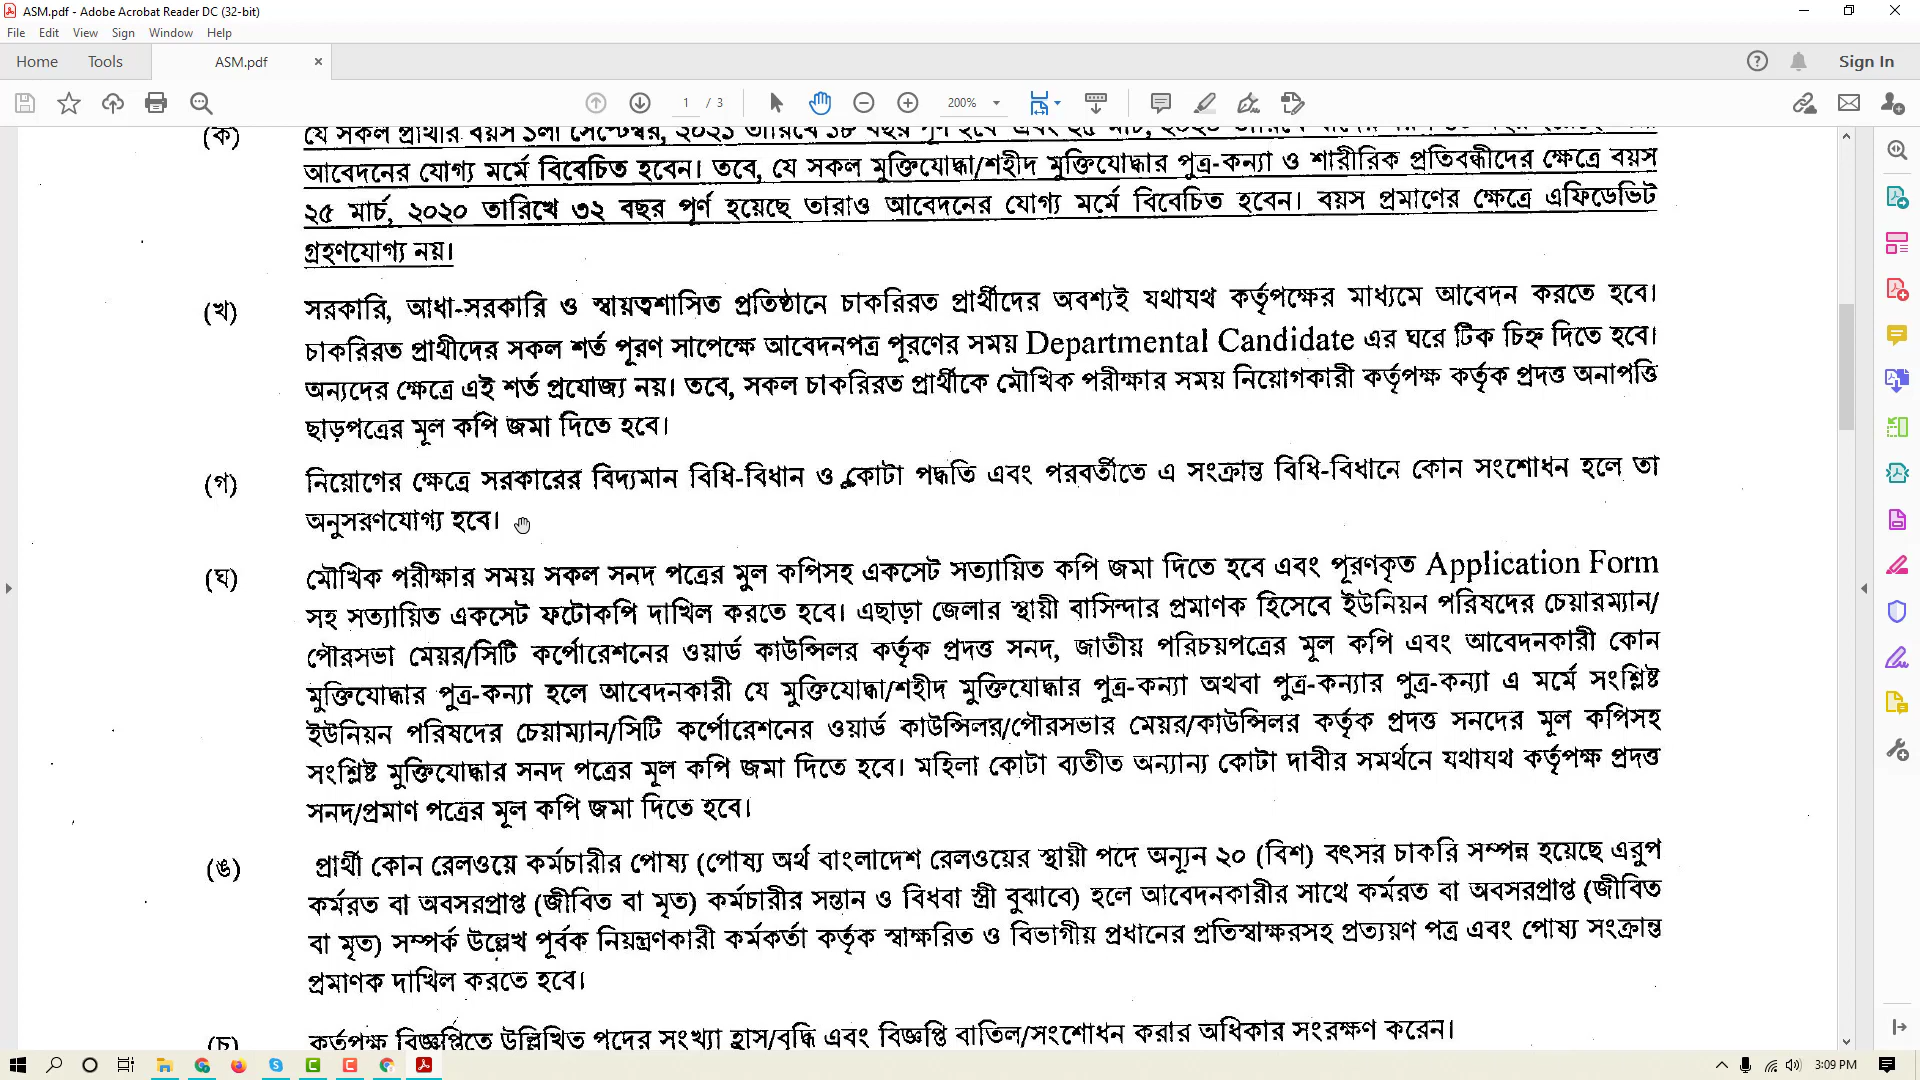 ASM.pdf - Adobe Acrobat Reader DC (32-bit)
File Edit View Sign Window Help
Home Tools ASM.pdf Sign In
1 / 3 200%
(ক) যে সকল প্রার্থীর বয়স ১লা সেপ্টেম্বর, ২০২১ তারিখে ১৮ বছর পূর্ণ হবে এবং ২৫ মার্চ, ২০২০ তারিখে
আবেদনের যোগ্য মর্মে বিবেচিত হবেন। তবে, যে সকল মুক্তিযোদ্ধা/শহীদ মুক্তিযোদ্ধার পুত্র-কন্যা ও শারীরিক প্রতিবন্ধীদের ক্ষেত্রে বয়স
২৫ মার্চ, ২০২০ তারিখে ৩২ বছর পূর্ণ হয়েছে তারাও আবেদনের যোগ্য মর্মে বিবেচিত হবেন। বয়স প্রমাণের ক্ষেত্রে এফিডেভিট
গ্রহণযোগ্য নয়।
(খ) সরকারি, আধা-সরকারি ও স্বায়ত্বশাসিত প্রতিষ্ঠানে চাকরিরত প্রার্থীদের অবশ্যই যথাযথ কর্তৃপক্ষের মাধ্যমে আবেদন করতে হবে।
চাকরিরত প্রার্থীদের সকল শর্ত পূরণ সাপেক্ষে আবেদনপত্র পূরণের সময় Departmental Candidate এর ঘরে টিক চিহ্ন দিতে হবে।
অন্যদের ক্ষেত্রে এই শর্ত প্রযোজ্য নয়। তবে, সকল চাকরিরত প্রার্থীকে মৌখিক পরীক্ষার সময় নিয়োগকারী কর্তৃপক্ষ কর্তৃক প্রদত্ত অনাপত্তি
ছাড়পত্রের মূল কপি জমা দিতে হবে।
(গ) নিয়োগের ক্ষেত্রে সরকারের বিদ্যমান বিধি-বিধান ও কোটা পদ্ধতি এবং পরবর্তীতে এ সংক্রান্ত বিধি-বিধানে কোন সংশোধন হলে তা
অনুসরণযোগ্য হবে।
(ঘ) মৌখিক পরীক্ষার সময় সকল সনদ পত্রের মুল কপিসহ একসেট সত্যায়িত কপি জমা দিতে হবে এবং পূরণকৃত Application Form
সহ সত্যায়িত একসেট ফটোকপি দাখিল করতে হবে। এছাড়া জেলার স্থায়ী বাসিন্দার প্রমাণক হিসেবে ইউনিয়ন পরিষদের চেয়ারম্যান/
পৌরসভা মেয়র/সিটি কর্পোরেশনের ওয়ার্ড কাউন্সিলর কর্তৃক প্রদত্ত সনদ, জাতীয় পরিচয়পত্রের মূল কপি এবং আবেদনকারী কোন
মুক্তিযোদ্ধার পুত্র-কন্যা হলে আবেদনকারী যে মুক্তিযোদ্ধা/শহীদ মুক্তিযোদ্ধার পুত্র-কন্যা অথবা পুত্র-কন্যার পুত্র-কন্যা এ মর্মে সংশ্লিষ্ট
ইউনিয়ন পরিষদের চেয়াম্যান/সিটি কর্পোরেশনের ওয়ার্ড কাউন্সিলর/পৌরসভার মেয়র/কাউন্সিলর কর্তৃক প্রদত্ত সনদের মূল কপিসহ
সংশ্লিষ্ট মুক্তিযোদ্ধার সনদ পত্রের মূল কপি জমা দিতে হবে। মহিলা কোটা ব্যতীত অন্যান্য কোটা দাবীর সমর্থনে যথাযথ কর্তৃপক্ষ প্রদত্ত
সনদ/প্রমাণ পত্রের মূল কপি জমা দিতে হবে।
(ঙ) প্রার্থী কোন রেলওয়ে কর্মচারীর পোষ্য (পোষ্য অর্থ বাংলাদেশ রেলওয়ের স্থায়ী পদে অন্যূন ২০ (বিশ) বৎসর চাকরি সম্পন্ন হয়েছে এরুপ
কর্মরত বা অবসরপ্রাপ্ত (জীবিত বা মৃত) কর্মচারীর সন্তান ও বিধবা স্ত্রী বুঝাবে) হলে আবেদনকারীর সাথে কর্মরত বা অবসরপ্রাপ্ত (জীবিত
বা মৃত) সম্পর্ক উল্লেখ পূর্বক নিয়ন্ত্রণকারী কর্মকর্তা কর্তৃক স্বাক্ষরিত ও বিভাগীয় প্রধানের প্রতিস্বাক্ষরসহ প্রত্যয়ণ পত্র এবং পোষ্য সংক্রান্ত
প্রমাণক দাখিল করতে হবে।
(চ) কর্তৃপক্ষ বিজ্ঞপ্তিতে উল্লিখিত পদের সংখ্যা হ্রাস/বৃদ্ধি এবং বিজ্ঞপ্তি বাতিল/সংশোধন করার অধিকার সংরক্ষণ করেন।
3:09 PM